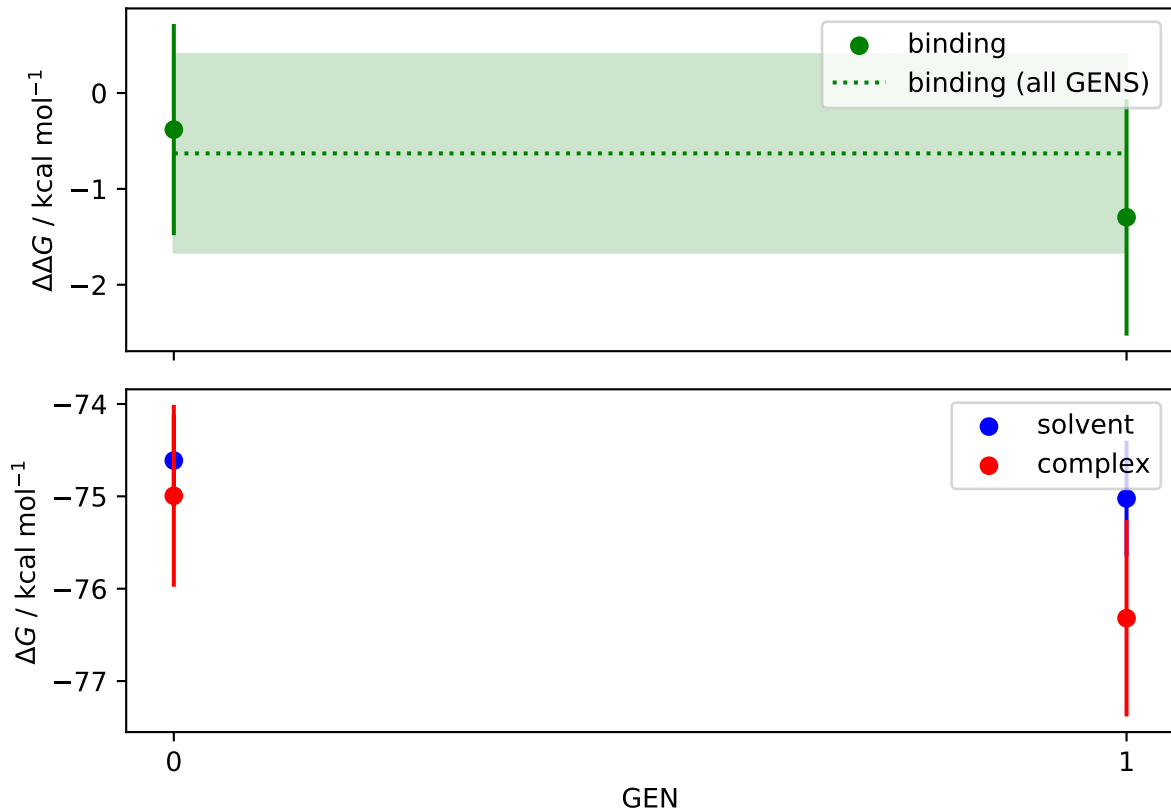 ΔΔG / kcal mol⁻¹
0
−1
−2
binding
binding (all GENS)
ΔG / kcal mol⁻¹
−74
−75
−76
−77
solvent
complex
0
1
GEN